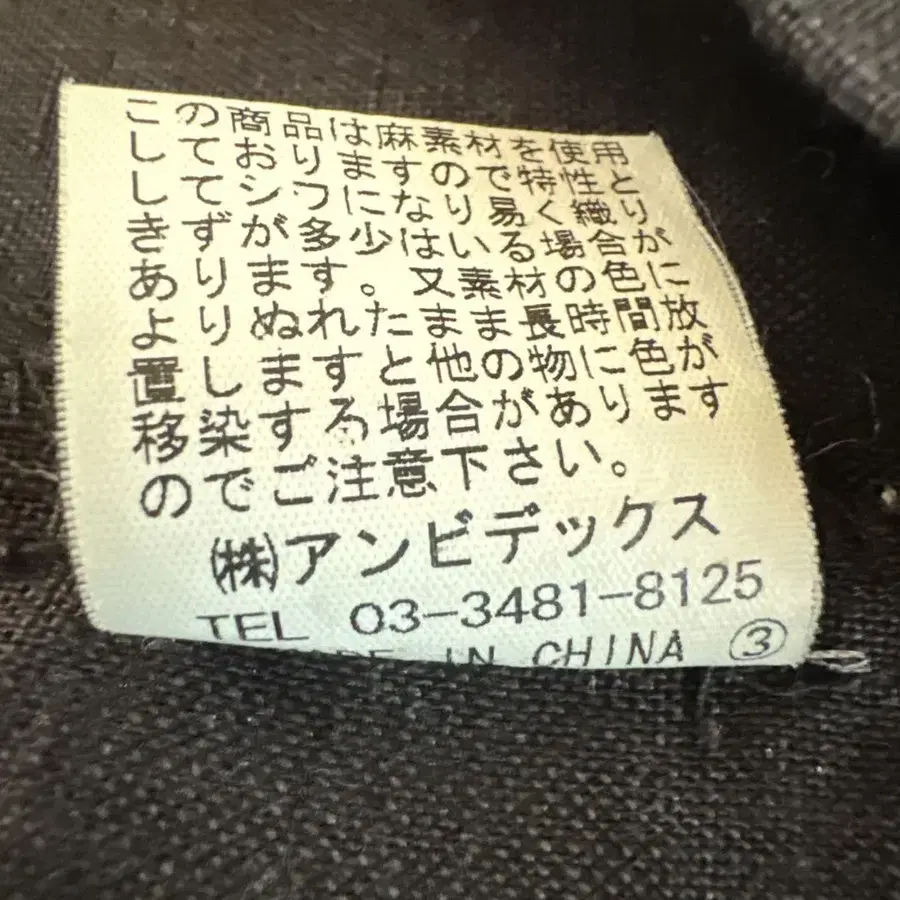 この商品は麻素材を使用
しておりますので特性と
してシワになり易く織り
きずが多少はいる場合が
あります。又素材の色に
よりぬれたまま長時間放
置しますと他の物に色が
移染する場合があります
のでご注意下さい。
㈱アンビデックス
TEL 03-3481-8125
MADE IN CHINA ③